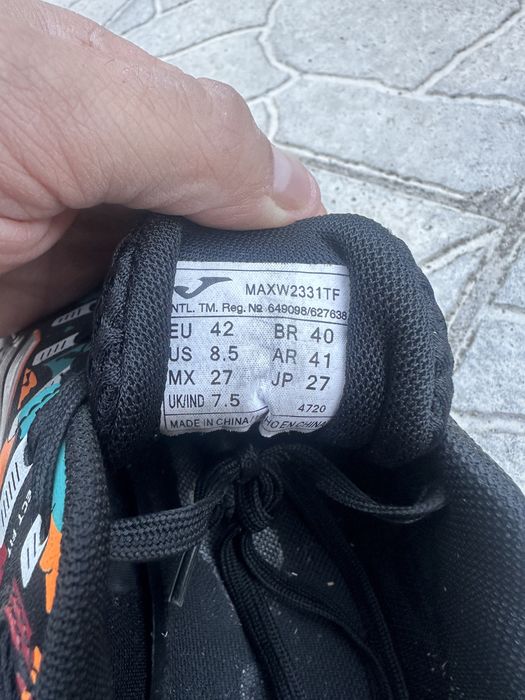 MAXW2331TF
INTL. TM. Reg. № 649098/627638
EU 42 BR 40
US 8.5 AR 41
MX 27 JP 27
UK/IND 7.5 4720
MADE IN CHINA